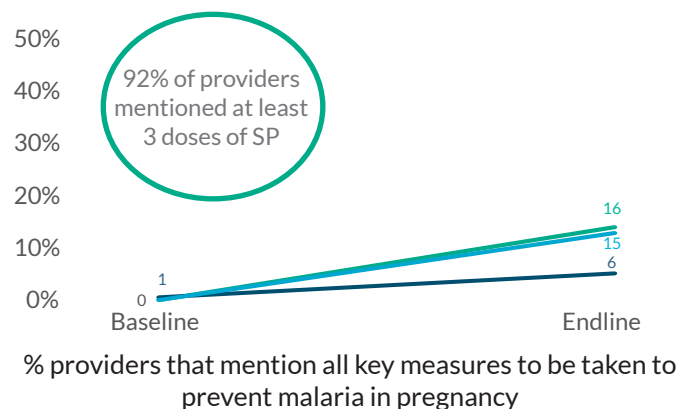 50%
40%
30%
20%
10%
0%
92% of providers
mentioned at least
3 doses of SP
16
15
6
1
0
Baseline
Endline
% providers that mention all key measures to be taken to
prevent malaria in pregnancy